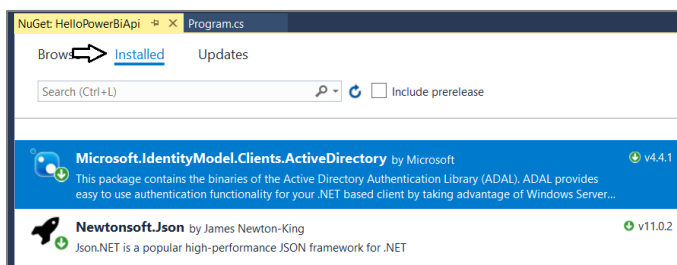 NuGet: HelloPowerBiApi Program.cs
Brows Installed Updates
Search (Ctrl+L) Include prerelease
Microsoft.IdentityModel.Clients.ActiveDirectory by Microsoft v4.4.1
This package contains the binaries of the Active Directory Authentication Library (ADAL). ADAL provides
easy to use authentication functionality for your .NET based client by taking advantage of Windows Server...
Newtonsoft.Json by James Newton-King v11.0.2
Json.NET is a popular high-performance JSON framework for .NET